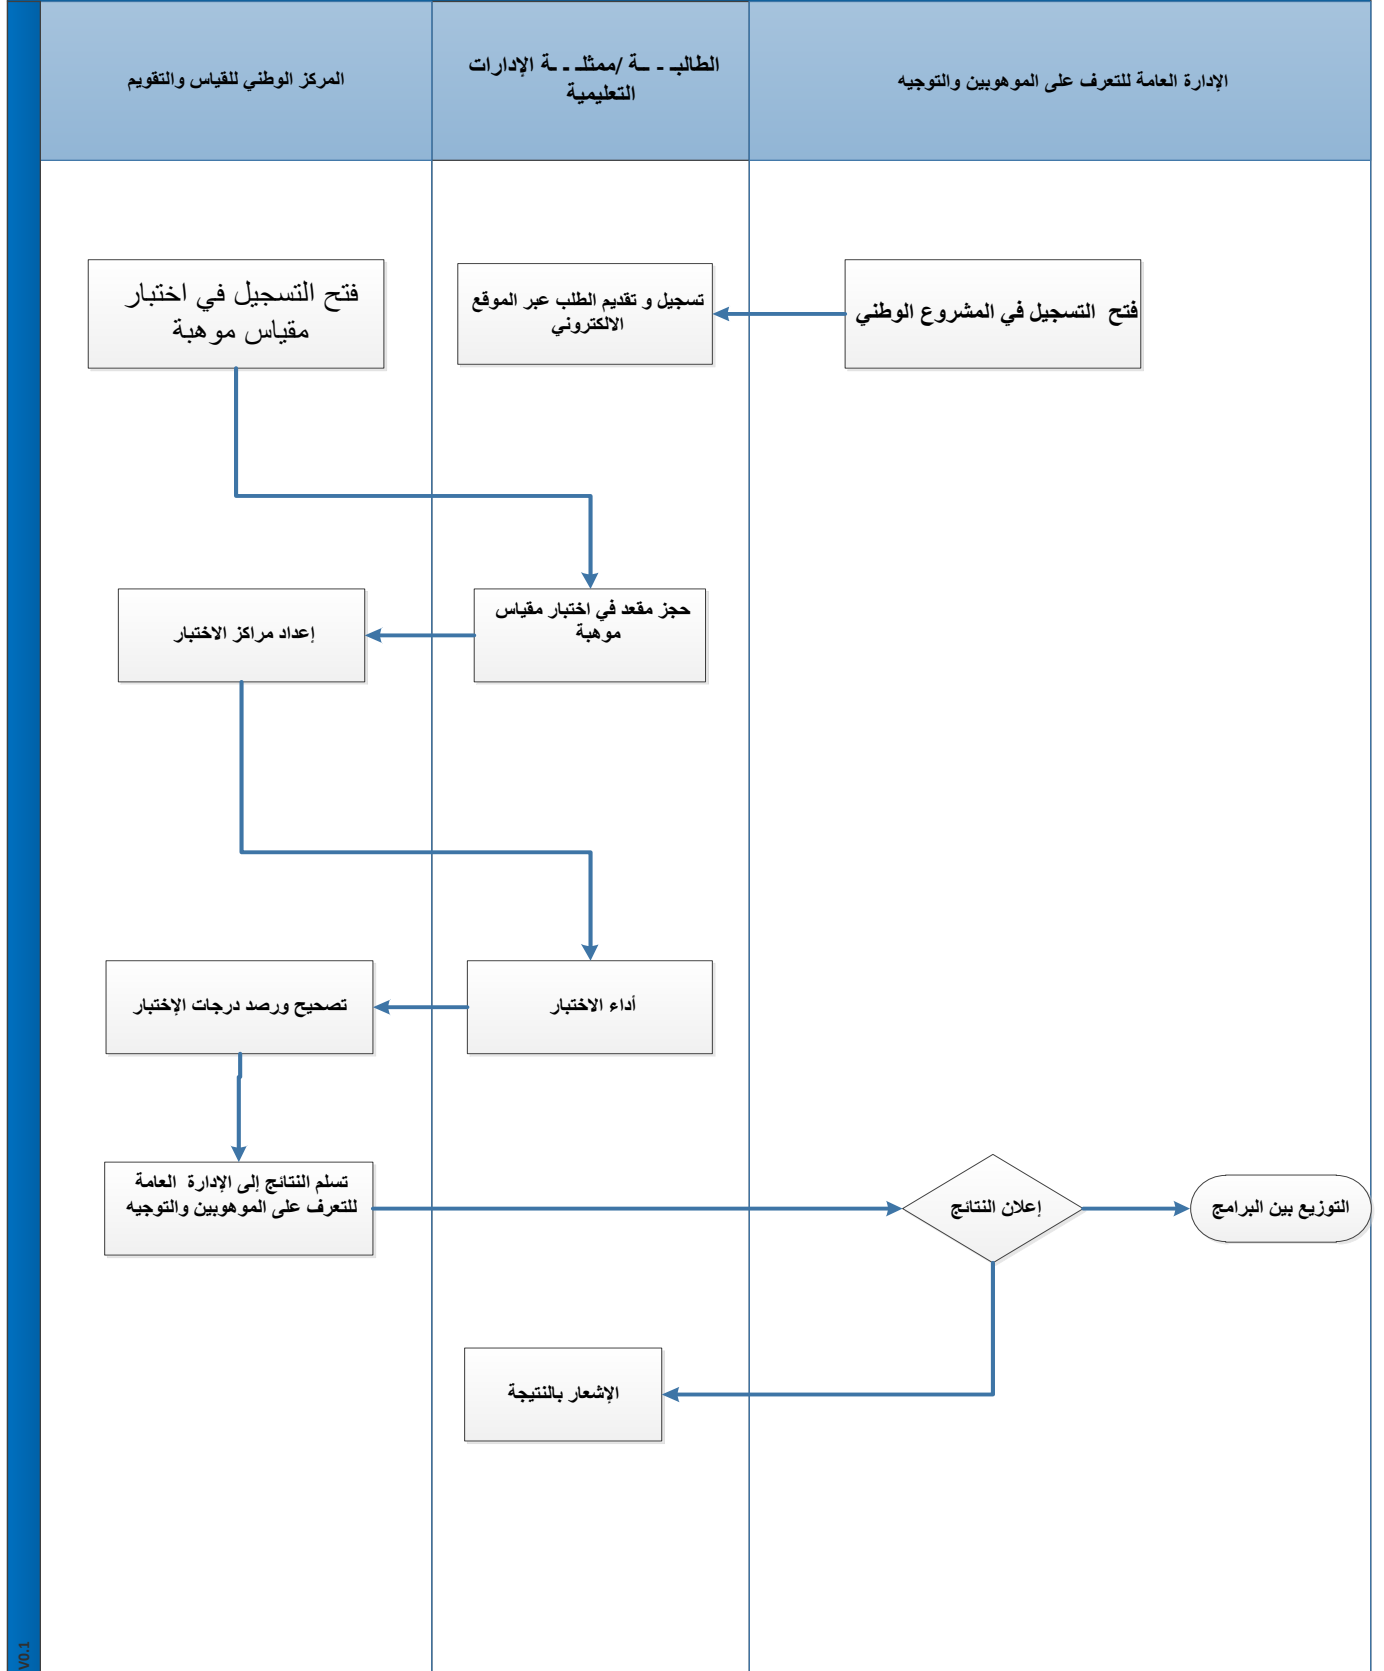 الإدارة العامة للتعرف على الموهوبين والتوجيه
الطالبـ - ـة /ممثلـ - ـة الإدارات
التعليمية
المركز الوطني للقياس والتقويم
فتح التسجيل في المشروع الوطني
تسجيل و تقديم الطلب عبر الموقع
الالكتروني
فتح التسجيل في اختبار
مقياس موهبة
حجز مقعد في اختبار مقياس
موهبة
إعداد مراكز الاختبار
أداء الاختبار
تصحيح ورصد درجات الإختبار
تسلم النتائج إلى الإدارة العامة
للتعرف على الموهوبين والتوجيه
إعلان النتائج
التوزيع بين البرامج
الإشعار بالنتيجة
V0.1